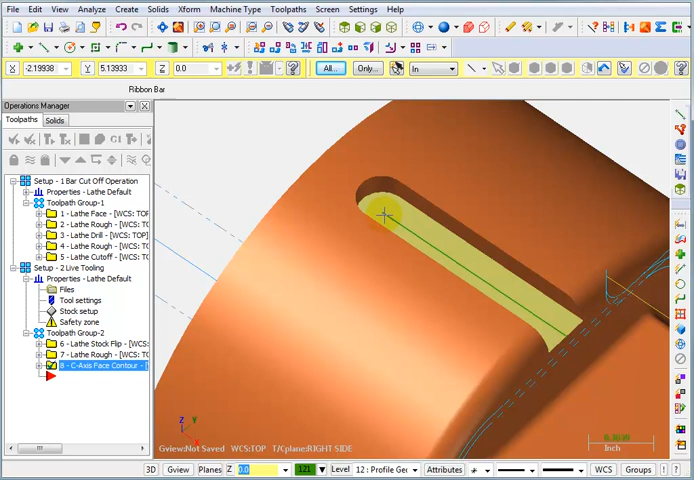 File Edit View Analyze Create Solids Xform Machine Type Toolpaths Screen Settings Help
X -2.19938 Y 5.13933 Z 0.0 All... Only... In
Ribbon Bar
Operations Manager
Toolpaths Solids
G1
Setup - 1 Bar Cut Off Operation
Properties - Lathe Default
Toolpath Group-1
1 - Lathe Face - [WCS: TOP]
2 - Lathe Rough - [WCS: TO
3 - Lathe Drill - [WCS: TOP]
4 - Lathe Rough - [WCS: TO
5 - Lathe Cutoff - [WCS: TO
Setup - 2 Live Tooling
Properties - Lathe Default
Files
Tool settings
Stock setup
Safety zone
Toolpath Group-2
6 - Lathe Stock Flip - [WCS:
7 - Lathe Rough - [WCS: TO
8 - C-Axis Face Contour - [
Z Y X
Gview:Not Saved WCS:TOP T/Cplane:RIGHT SIDE
Inch
3D Gview Planes Z 0.0 121 Level 12 : Profile Ge Attributes WCS Groups ! ?